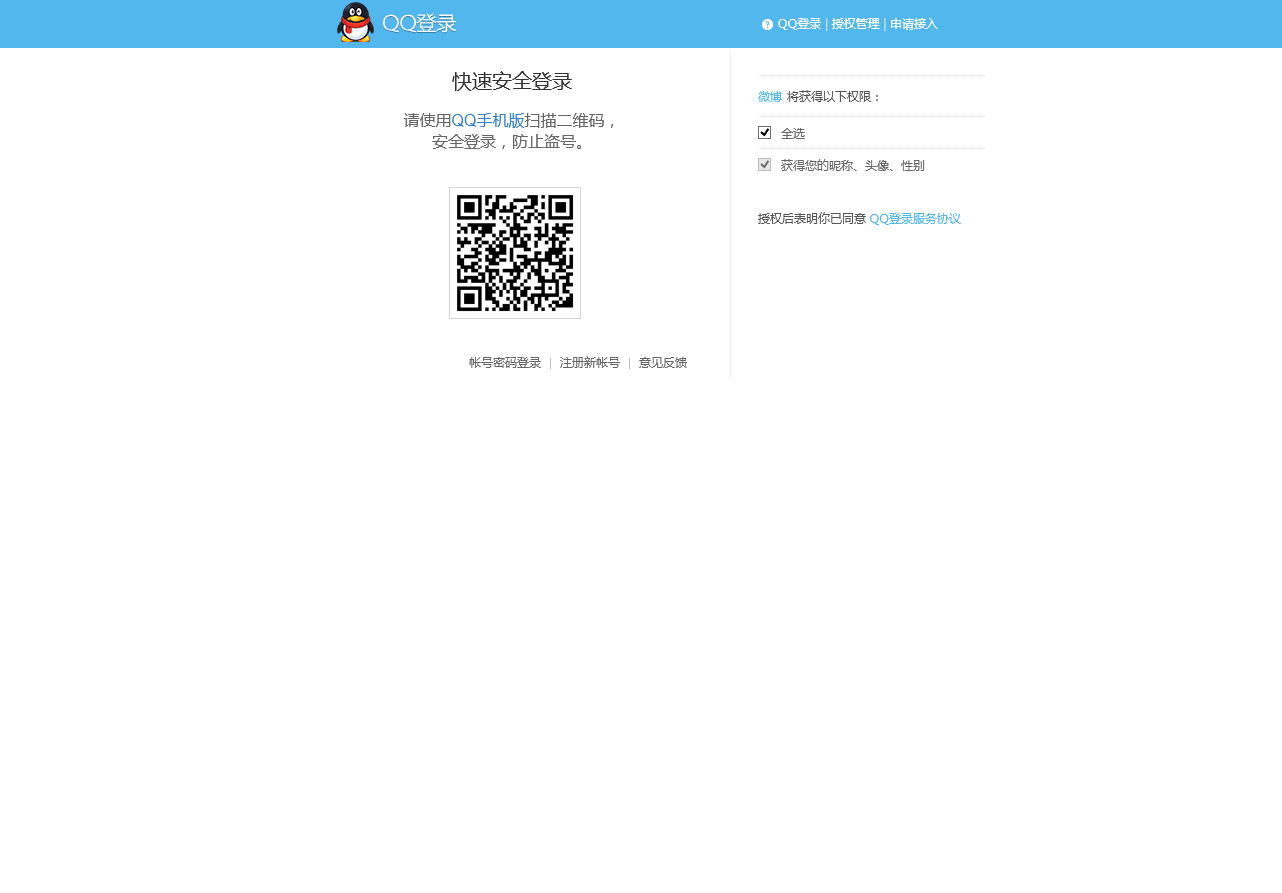 QQ登录
QQ登录 | 授权管理 | 申请接入
快速安全登录
请使用QQ手机版扫描二维码，
安全登录，防止盗号。
帐号密码登录 | 注册新帐号 | 意见反馈
微博 将获得以下权限：
全选
获得您的昵称、头像、性别
授权后表明你已同意 QQ登录服务协议